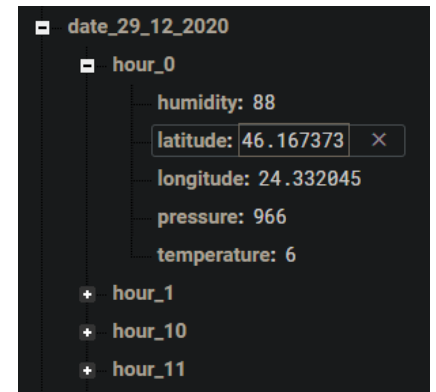 date_29_12_2020
hour_0
humidity: 88
latitude: 46.167373 ×
longitude: 24.332045
pressure: 966
temperature: 6
hour_1
hour_10
hour_11